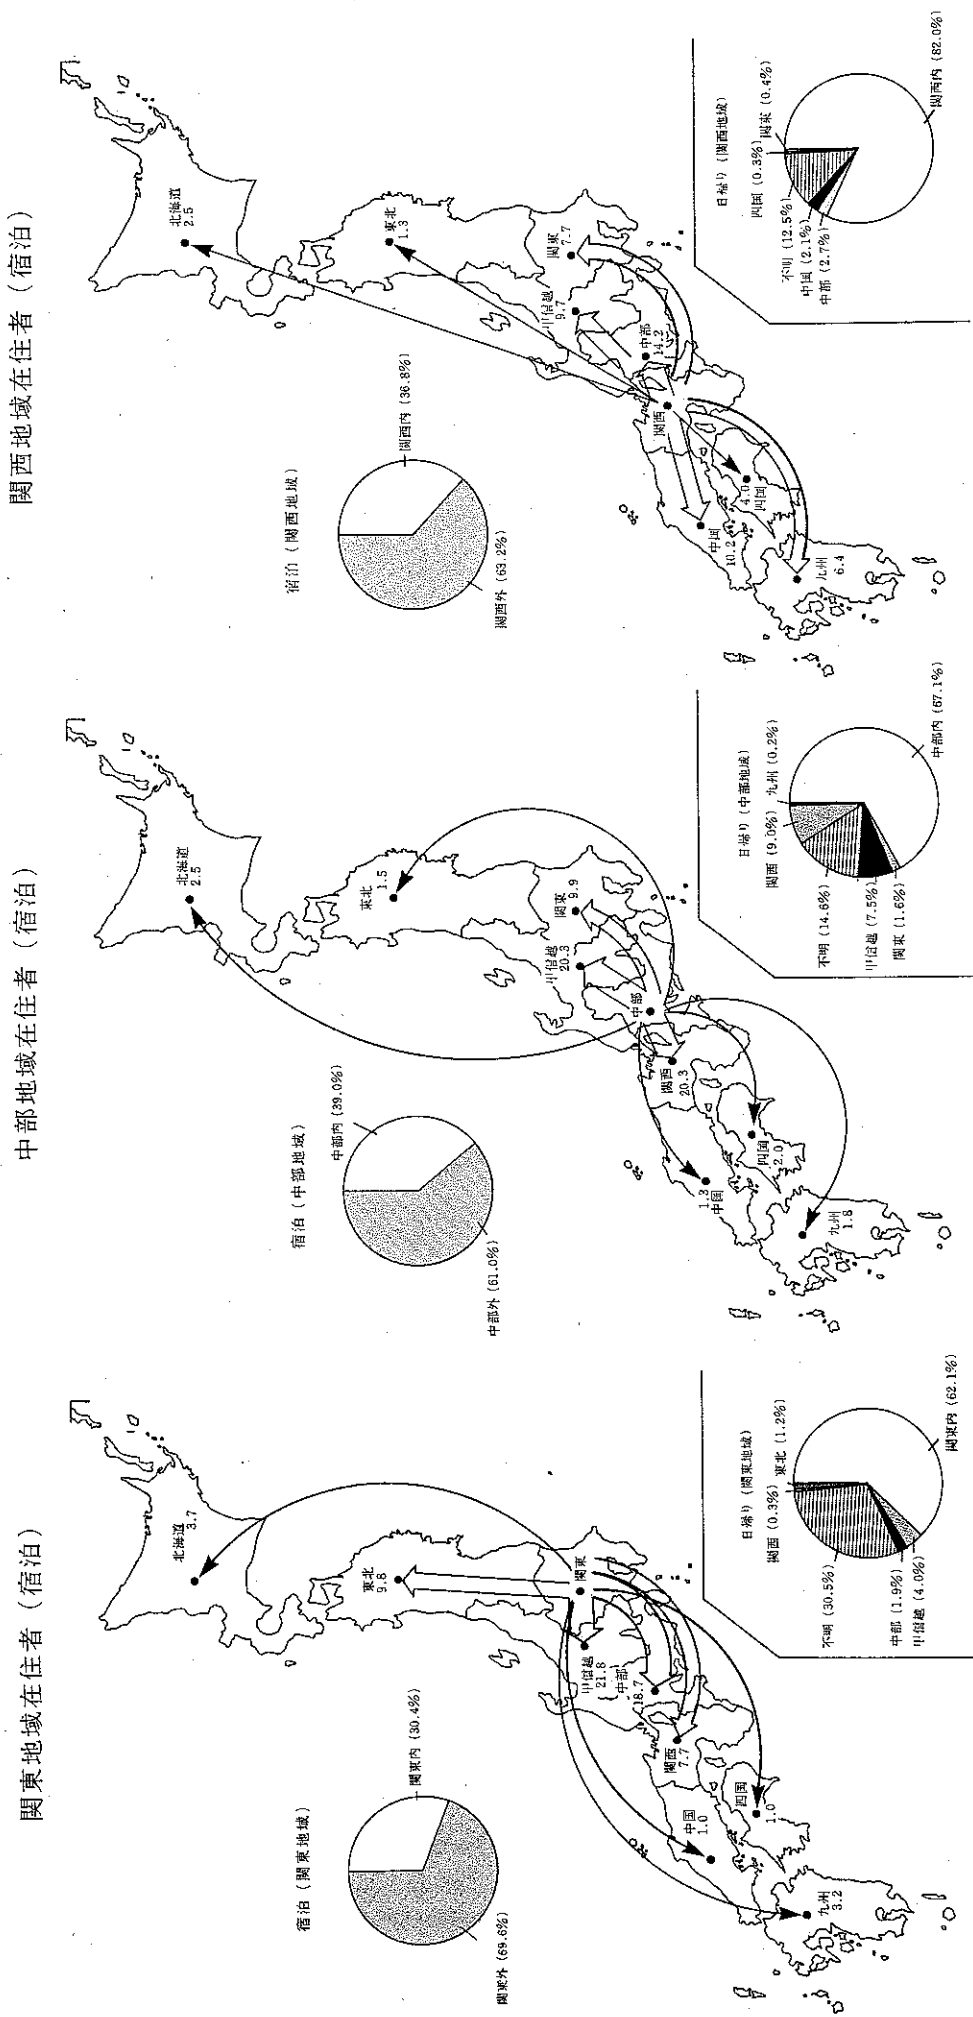 関東地域在住者（宿泊）
宿泊（関東地域）
関東内（30.4%）
関東外（69.6%）
北海道
3.7
東北
9.8
関東
甲信越
21.8
中部
18.7
関西
7.7
中国
1.0
四国
1.0
九州
3.2
日帰り（関東地域）
関西（0.3%）
東北（1.2%）
不明（30.5%）
中部（1.9%）
甲信越（4.0%）
関東内（62.1%）
中部地域在住者（宿泊）
宿泊（中部地域）
中部内（39.0%）
中部外（61.0%）
北海道
2.5
東北
1.5
関東
9.9
甲信越
20.3
中部
関西
20.3
1.3
中国
四国
2.0
九州
1.8
日帰り（中部地域）
関西（9.0%）
九州（0.2%）
不明（14.6%）
甲信越（7.5%）
関東（1.6%）
中部内（67.1%）
関西地域在住者（宿泊）
宿泊（関西地域）
関西内（36.8%）
関西外（63.2%）
北海道
2.5
東北
1.3
関東
7.7
甲信越
9.7
中部
14.2
関西
中国
10.2
4.0
四国
九州
6.4
日帰り（関西地域）
四国（0.3%）
関東（0.4%）
不明（12.5%）
中国（2.1%）
中部（2.7%）
関西内（82.0%）